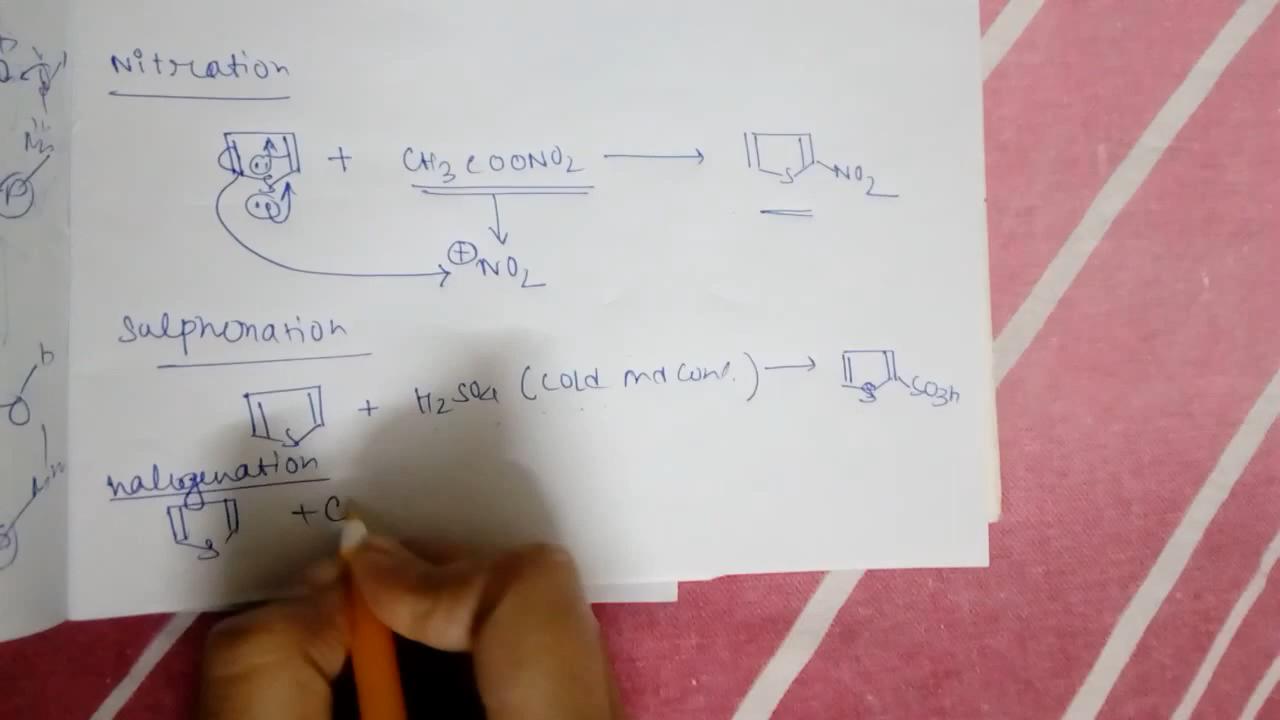 Nitration
+ CH3COONO2 → S NO2
⊕NO2
Sulphonation
S + H2SO4 (cold and conc.) → S SO3H
halogenation
S + C